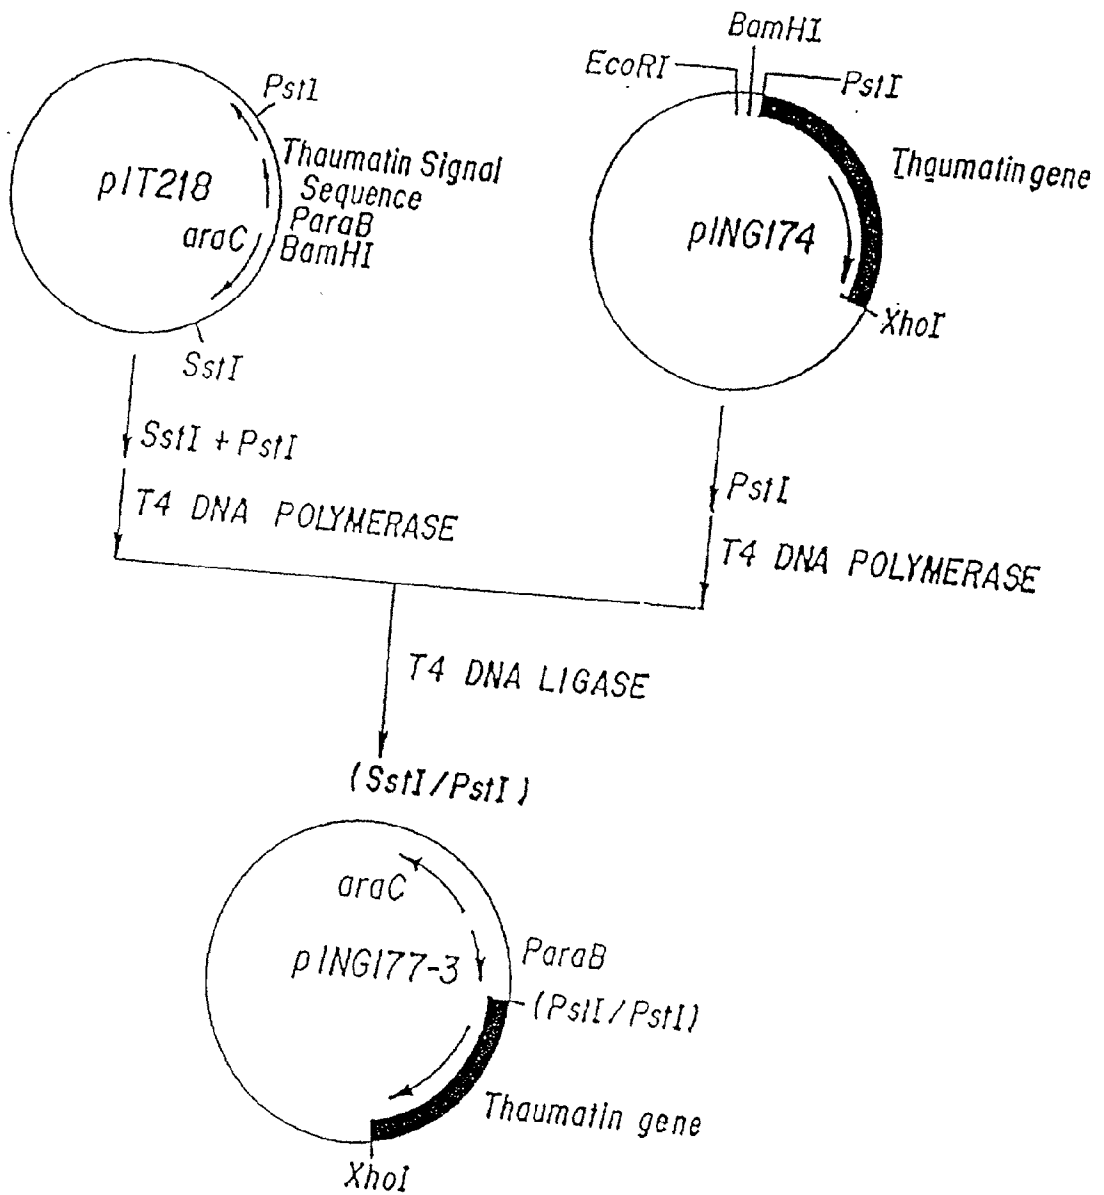 PstI
Thaumatin Signal
Sequence
ParaB
BamHI
pIT218
araC
SstI
SstI + PstI
T4 DNA POLYMERASE
BamHI
EcoRI
PstI
Thaumatin gene
pING174
XhoI
PstI
T4 DNA POLYMERASE
T4 DNA LIGASE
(SstI/PstI)
araC
pING177-3
ParaB
(PstI/PstI)
Thaumatin gene
XhoI